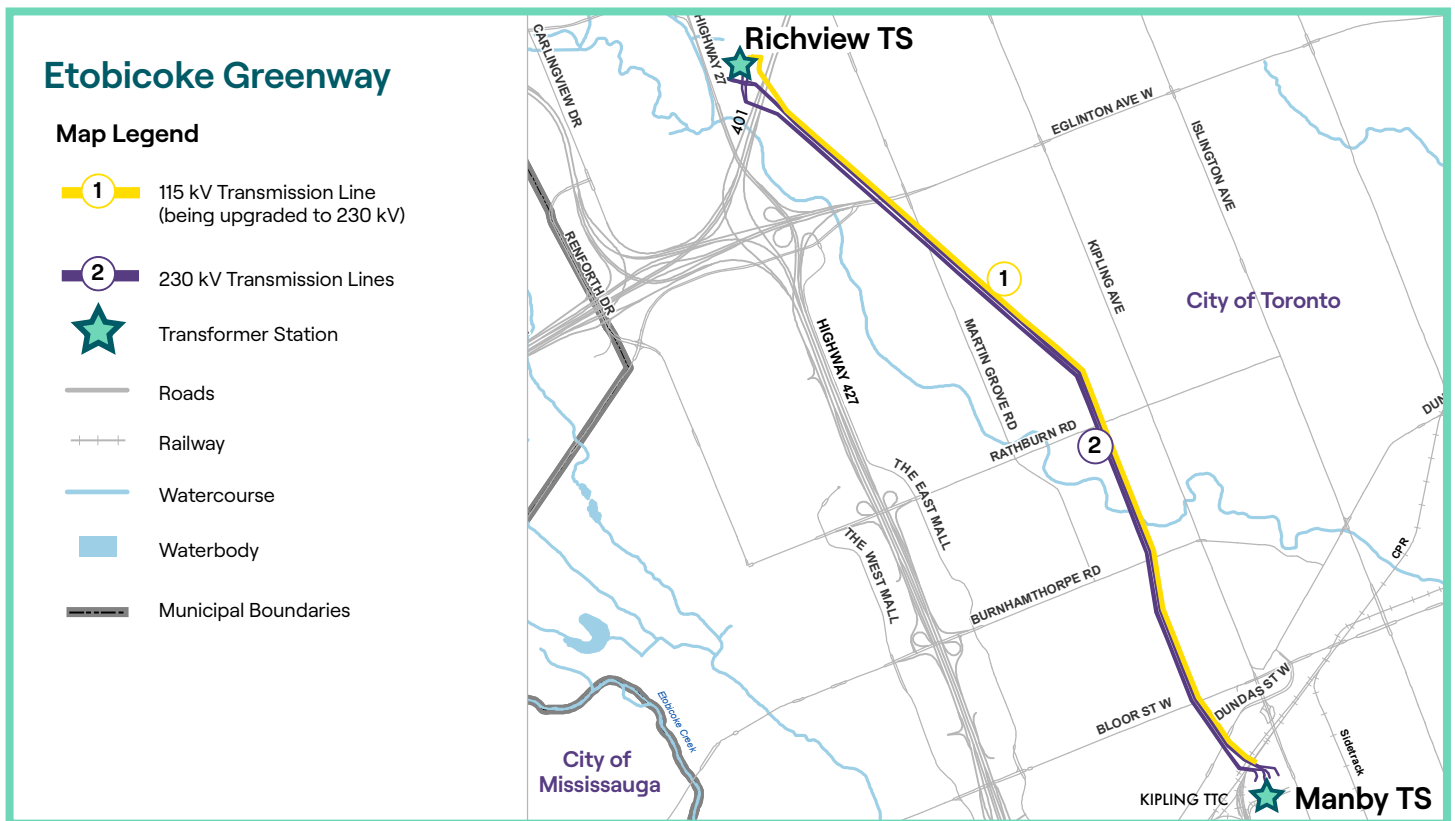 Etobicoke Greenway
Map Legend
1
115 kV Transmission Line
(being upgraded to 230 kV)
2
230 kV Transmission Lines
Transformer Station
Roads
Railway
Watercourse
Waterbody
Municipal Boundaries
CARLINGVIEW DR
HIGHWAY 27
Richview TS
401
EGLINTON AVE W
ISLINGTON AVE
RENFORTH DR
KIPLING AVE
1
City of Toronto
HIGHWAY 427
MARTIN GROVE RD
DUN
RATHBURN RD
2
THE EAST MALL
THE WEST MALL
CPR
BURNHAMTHORPE RD
Etobicoke Creek
DUNDAS ST W
BLOOR ST W
Sidetrack
City of
Mississauga
KIPLING TTC
Manby TS